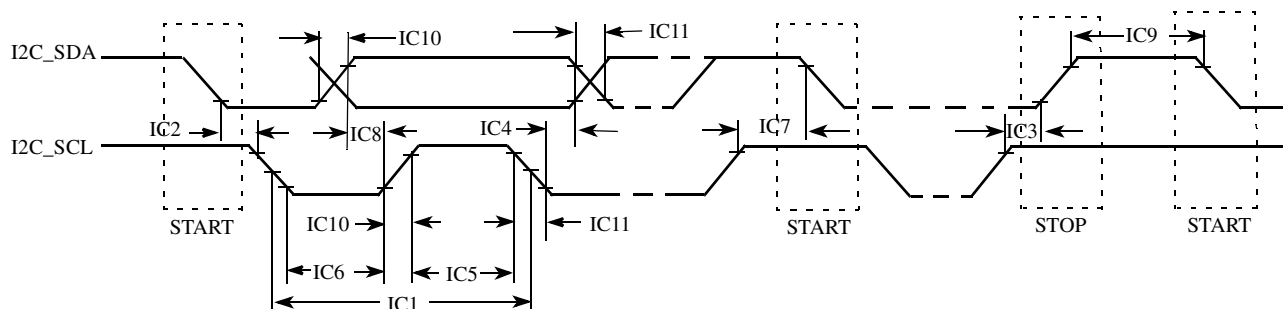 IC10
IC11
IC9
I2C_SDA
IC2
IC8
IC4
IC7
IC3
I2C_SCL
START
IC10
IC11
START
STOP
START
IC6
IC5
IC1